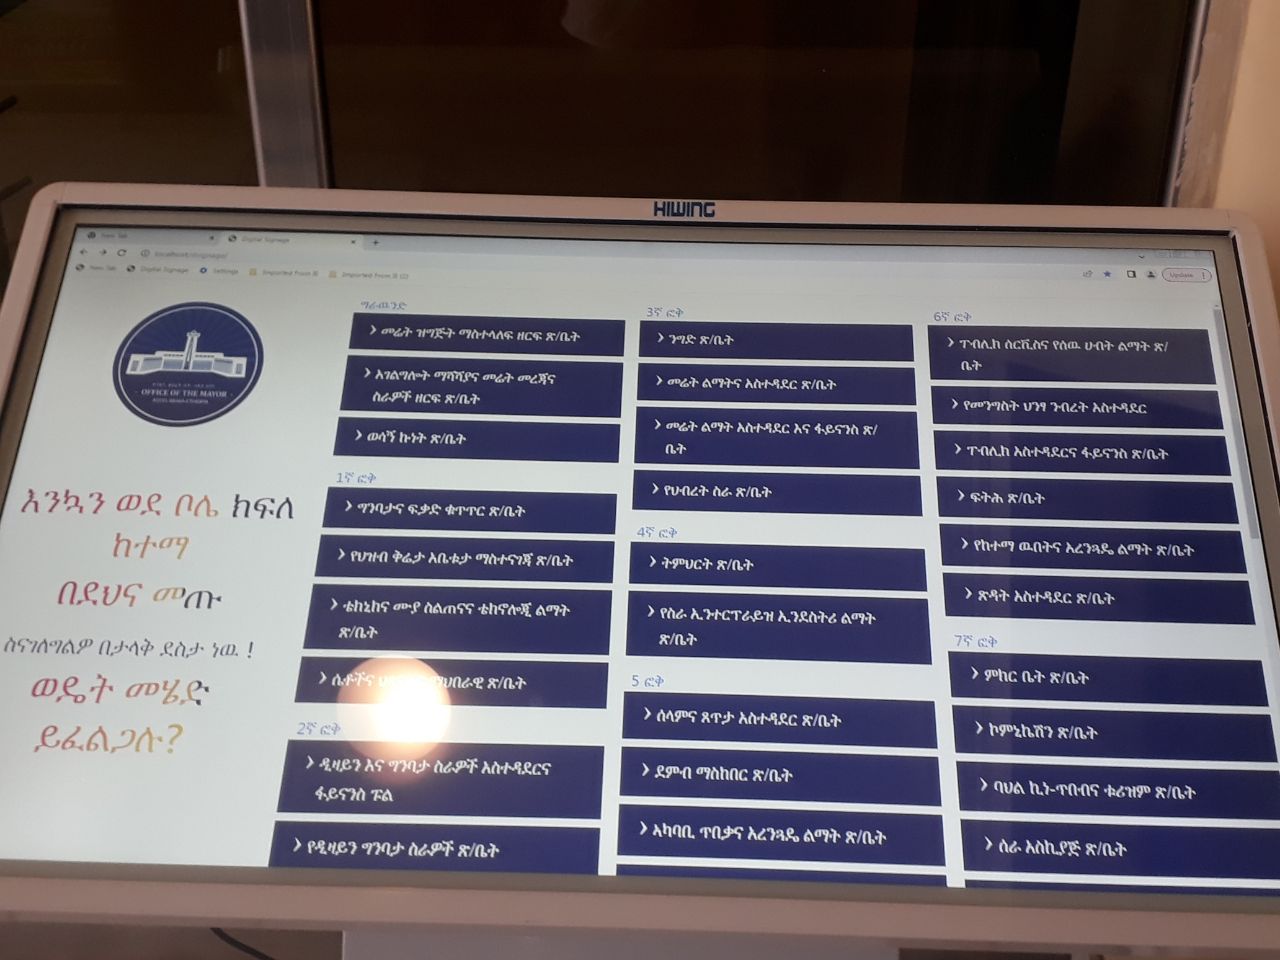 HIWING
New Tab
Digital Signage
localhost/dsignage/
New Tab
Digital Signage
Settings
Imported From IE
Imported From IE (2)
Update
OFFICE OF THE MAYOR
ADDIS ABABA-ETHIOPIA
እንኳን ወደ ቦሌ ክፍለ
ከተማ
በደህና መጡ
ስናገለግልዎ በታላቅ ደስታ ነዉ !
ወዴት መሄድ
ይፈልጋሉ?
ግራዉንድ
መሬት ዝግጅት ማስተላለፍ ዘርፍ ጽ/ቤት
አገልግሎት ማሻሻያና መሬት መረጃና
ስራዎች ዘርፍ ጽ/ቤት
ወሳኝ ኩነት ጽ/ቤት
1ኛ ፎቅ
ግንባታና ፍቃድ ቁጥጥር ጽ/ቤት
የህዝብ ቅሬታ አቤቱታ ማስተናገጃ ጽ/ቤት
ቴክኒክና ሙያ ስልጠናና ቴክኖሎጂ ልማት
ጽ/ቤት
ሴቶችና ማህበራዊ ጽ/ቤት
2ኛ ፎቅ
ዲዛይን እና ግንባታ ስራዎች አስተዳደርና
ፋይናንስ ፑል
የዲዛይን ግንባታ ስራዎች ጽ/ቤት
3ኛ ፎቅ
ንግድ ጽ/ቤት
መሬት ልማትና አስተዳደር ጽ/ቤት
መሬት ልማት አስተዳደር እና ፋይናንስ ጽ/
ቤት
የህብረት ስራ ጽ/ቤት
4ኛ ፎቅ
ትምህርት ጽ/ቤት
የስራ ኢንተርፕራይዝ ኢንደስትሪ ልማት
ጽ/ቤት
5 ፎቅ
ሰላምና ጸጥታ አስተዳደር ጽ/ቤት
ደምብ ማስከበር ጽ/ቤት
አካባቢ ጥበቃና አረንጓዴ ልማት ጽ/ቤት
6ኛ ፎቅ
ፐብሊክ ሰርቪስና የሰዉ ሀብት ልማት ጽ/
ቤት
የመንግስት ህንፃ ንብረት አስተዳደር
ፐብሊክ አስተዳደርና ፋይናንስ ጽ/ቤት
ፍትሕ ጽ/ቤት
የከተማ ዉበትና አረንጓዴ ልማት ጽ/ቤት
ጽዳት አስተዳደር ጽ/ቤት
7ኛ ፎቅ
ምክር ቤት ጽ/ቤት
ኮምኒኬሽን ጽ/ቤት
ባህል ኪነ-ጥበብና ቱሪዝም ጽ/ቤት
ስራ አስኪያጅ ጽ/ቤት